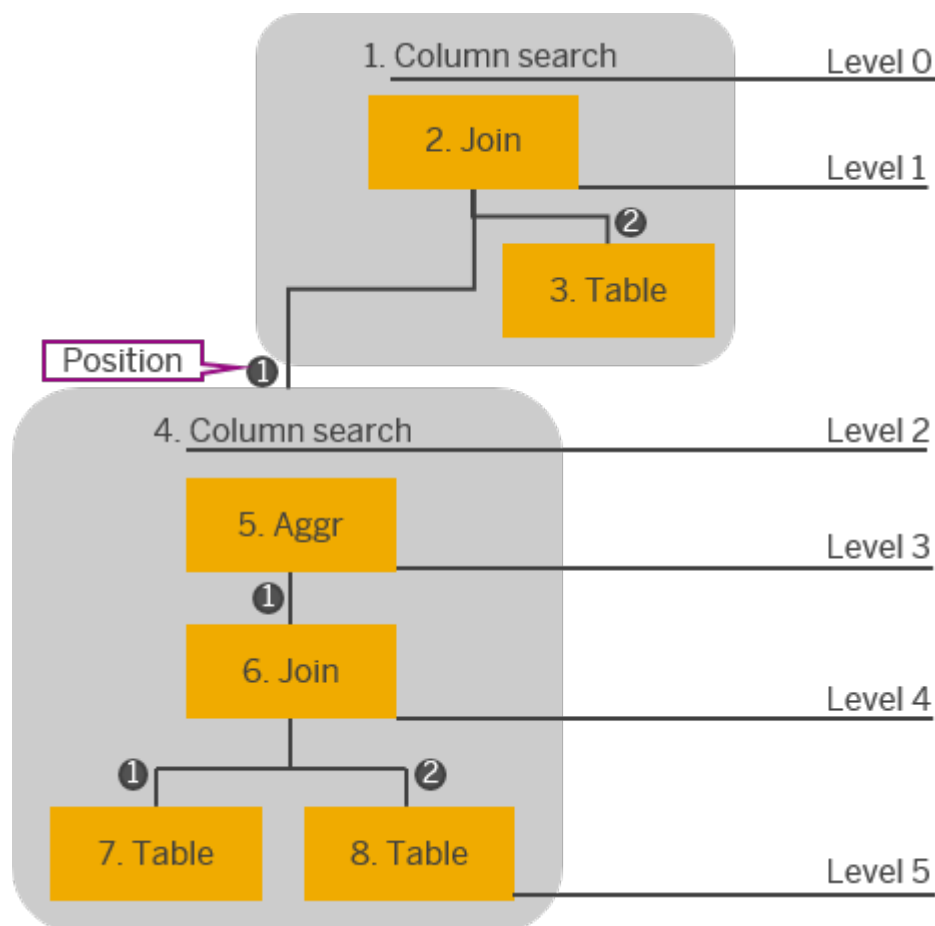 1. Column search
Level 0
2. Join
Level 1
2
3. Table
Position
1
4. Column search
Level 2
5. Aggr
Level 3
1
6. Join
Level 4
1
2
7. Table
8. Table
Level 5